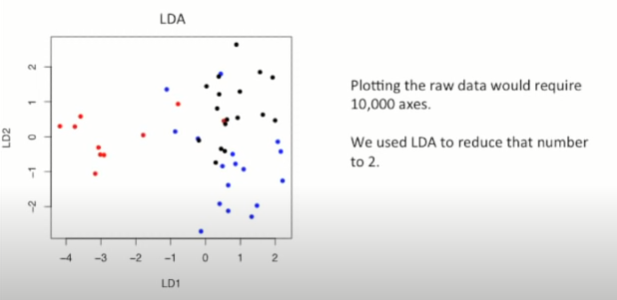 LDA
Plotting the raw data would require
10,000 axes.
We used LDA to reduce that number
to 2.
LD2
2
1
0
−1
−2
−4 −3 −2 −1 0 1 2
LD1